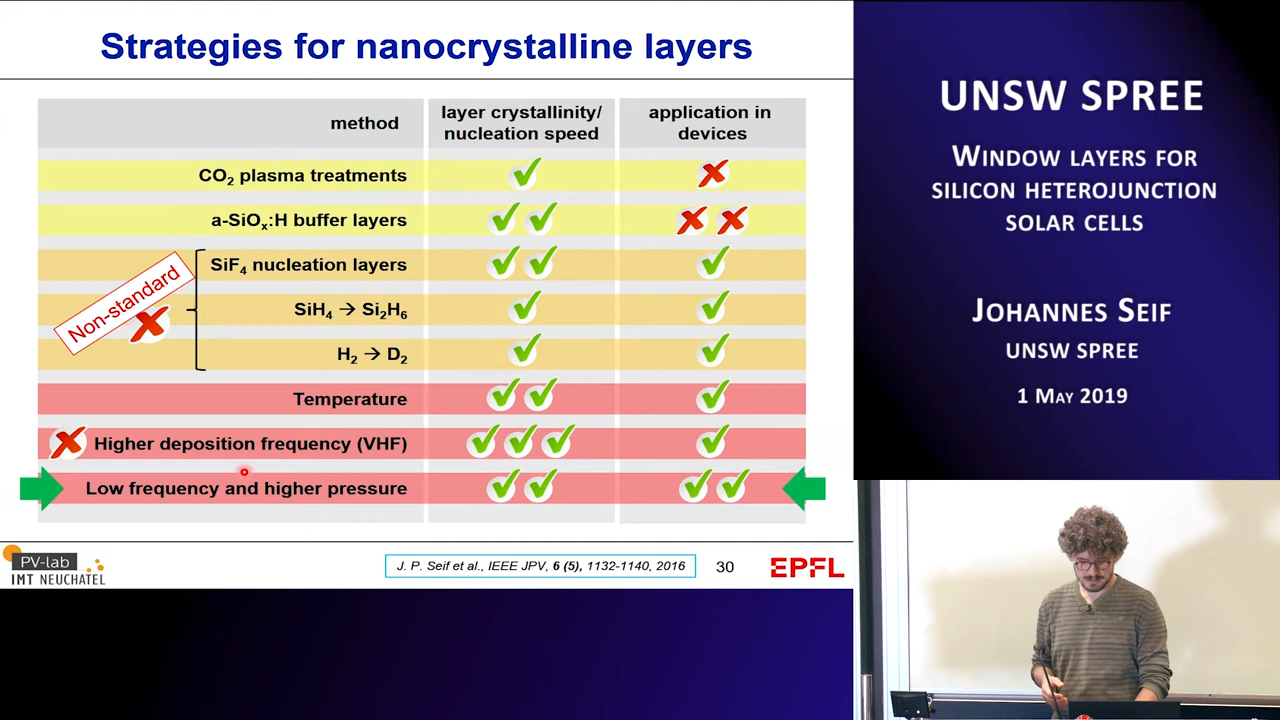 Strategies for nanocrystalline layers
method
layer crystallinity/
nucleation speed
application in
devices
CO2 plasma treatments
a-SiOx:H buffer layers
Non-standard
SiF4 nucleation layers
SiH4 → Si2H6
H2 → D2
Temperature
Higher deposition frequency (VHF)
Low frequency and higher pressure
PV-lab
IMT NEUCHATEL
J. P. Seif et al., IEEE JPV, 6 (5), 1132-1140, 2016
30
EPFL
UNSW SPREE
WINDOW LAYERS FOR
SILICON HETEROJUNCTION
SOLAR CELLS
JOHANNES SEIF
UNSW SPREE
1 MAY 2019